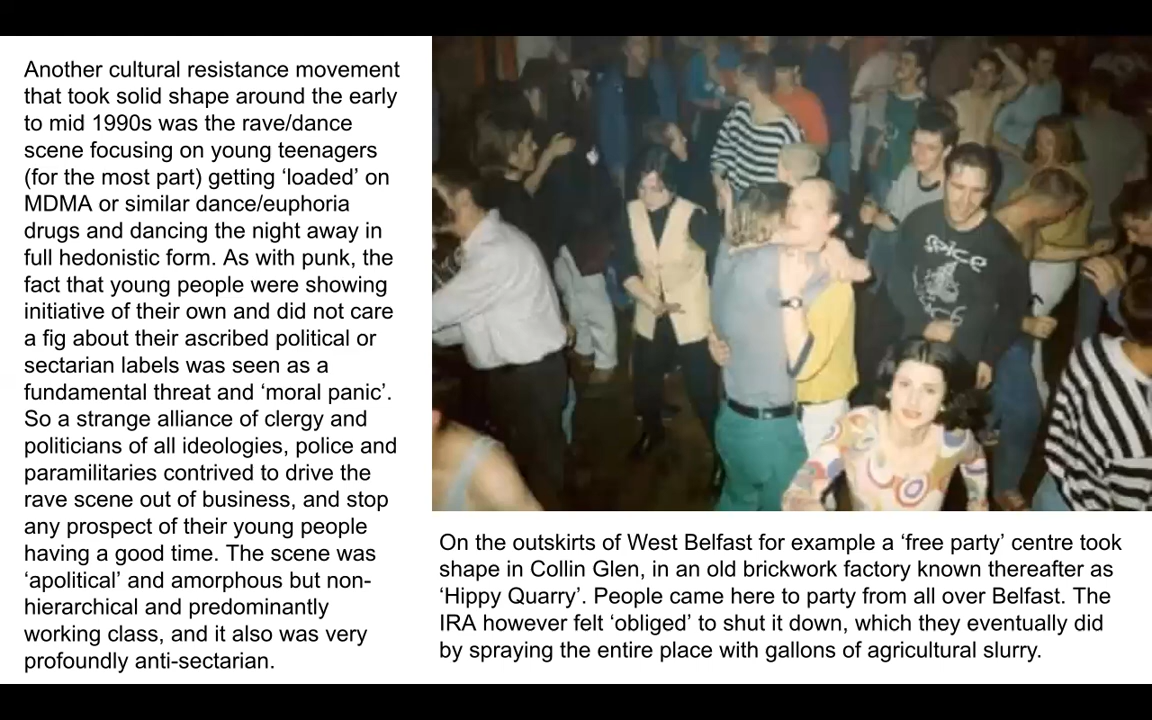 Another cultural resistance movement
that took solid shape around the early
to mid 1990s was the rave/dance
scene focusing on young teenagers
(for the most part) getting ‘loaded’ on
MDMA or similar dance/euphoria
drugs and dancing the night away in
full hedonistic form. As with punk, the
fact that young people were showing
initiative of their own and did not care
a fig about their ascribed political or
sectarian labels was seen as a
fundamental threat and ‘moral panic’.
So a strange alliance of clergy and
politicians of all ideologies, police and
paramilitaries contrived to drive the
rave scene out of business, and stop
any prospect of their young people
having a good time. The scene was
‘apolitical’ and amorphous but non-
hierarchical and predominantly
working class, and it also was very
profoundly anti-sectarian.
SPICE
On the outskirts of West Belfast for example a ‘free party’ centre took
shape in Collin Glen, in an old brickwork factory known thereafter as
‘Hippy Quarry’. People came here to party from all over Belfast. The
IRA however felt ‘obliged’ to shut it down, which they eventually did
by spraying the entire place with gallons of agricultural slurry.